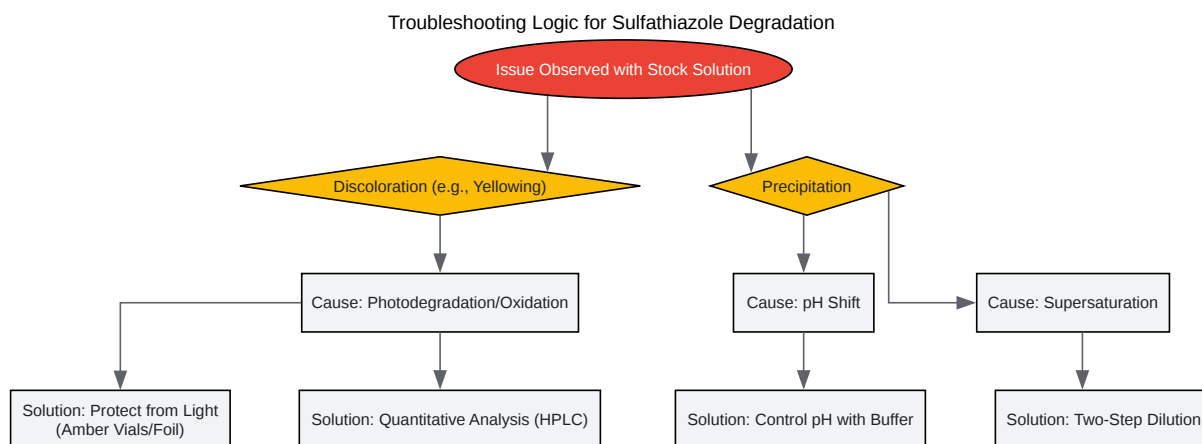 Troubleshooting Logic for Sulfathiazole Degradation
Issue Observed with Stock Solution
Discoloration (e.g., Yellowing)
Precipitation
Cause: Photodegradation/Oxidation
Cause: pH Shift
Cause: Supersaturation
Solution: Protect from Light
(Amber Vials/Foil)
Solution: Quantitative Analysis (HPLC)
Solution: Control pH with Buffer
Solution: Two-Step Dilution